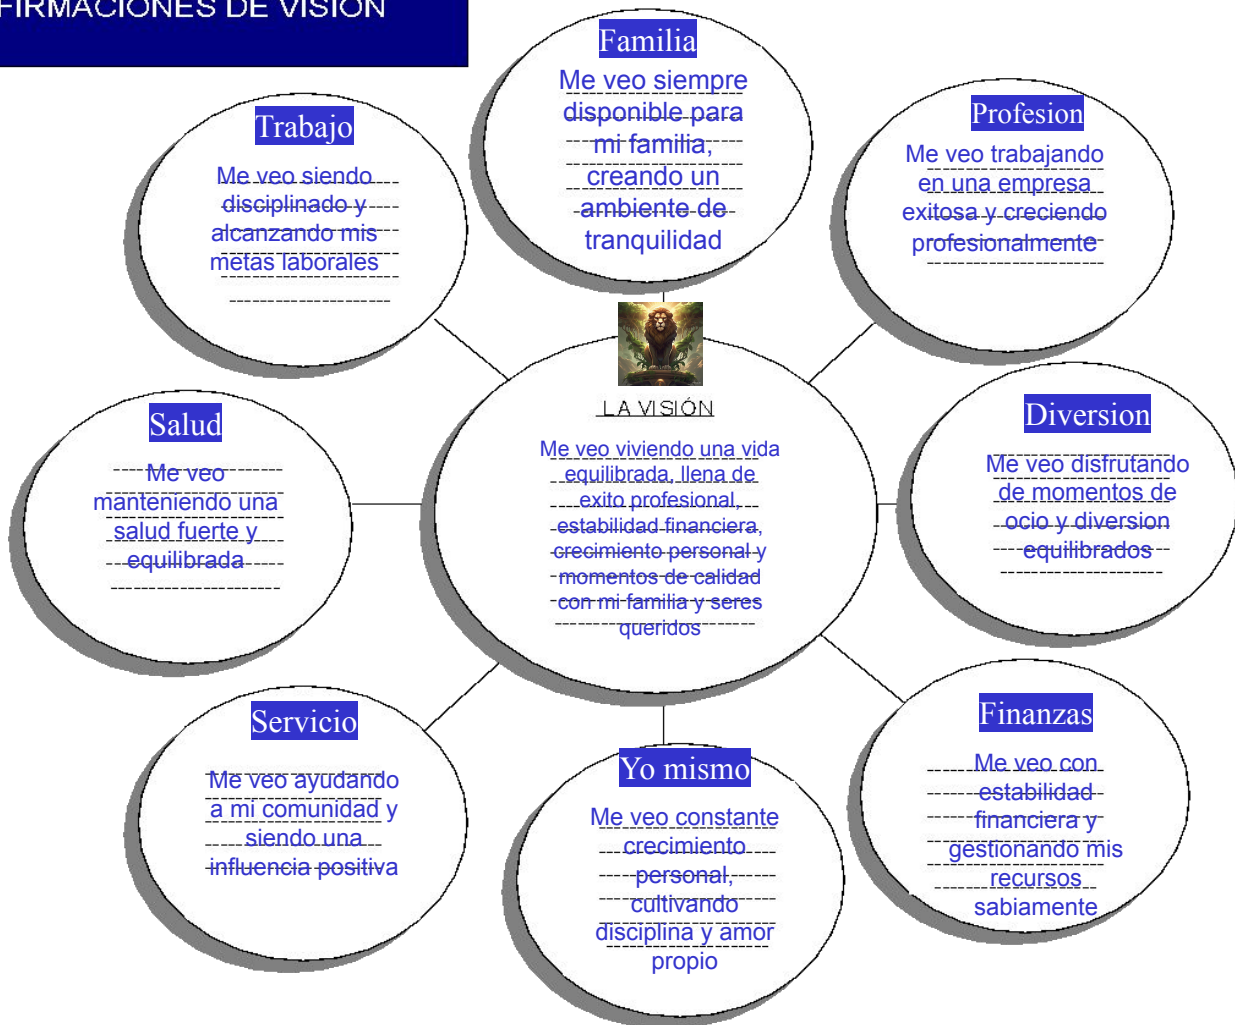 FIRMACIONES DE VISIÓN
Familia
Me veo siempre
disponible para
mi familia,
creando un
ambiente de
tranquilidad
Trabajo
Me veo siendo
disciplinado y
alcanzando mis
metas laborales
Profesion
Me veo trabajando
en una empresa
exitosa y creciendo
profesionalmente
LA VISIÓN
Me veo viviendo una vida
equilibrada, llena de
exito profesional,
estabilidad financiera,
crecimiento personal y
momentos de calidad
con mi familia y seres
queridos
Salud
Me veo
manteniendo una
salud fuerte y
equilibrada
Diversion
Me veo disfrutando
de momentos de
ocio y diversion
equilibrados
Servicio
Me veo ayudando
a mi comunidad y
siendo una
influencia positiva
Yo mismo
Me veo constante
crecimiento
personal,
cultivando
disciplina y amor
propio
Finanzas
Me veo con
estabilidad
financiera y
gestionando mis
recursos
sabiamente